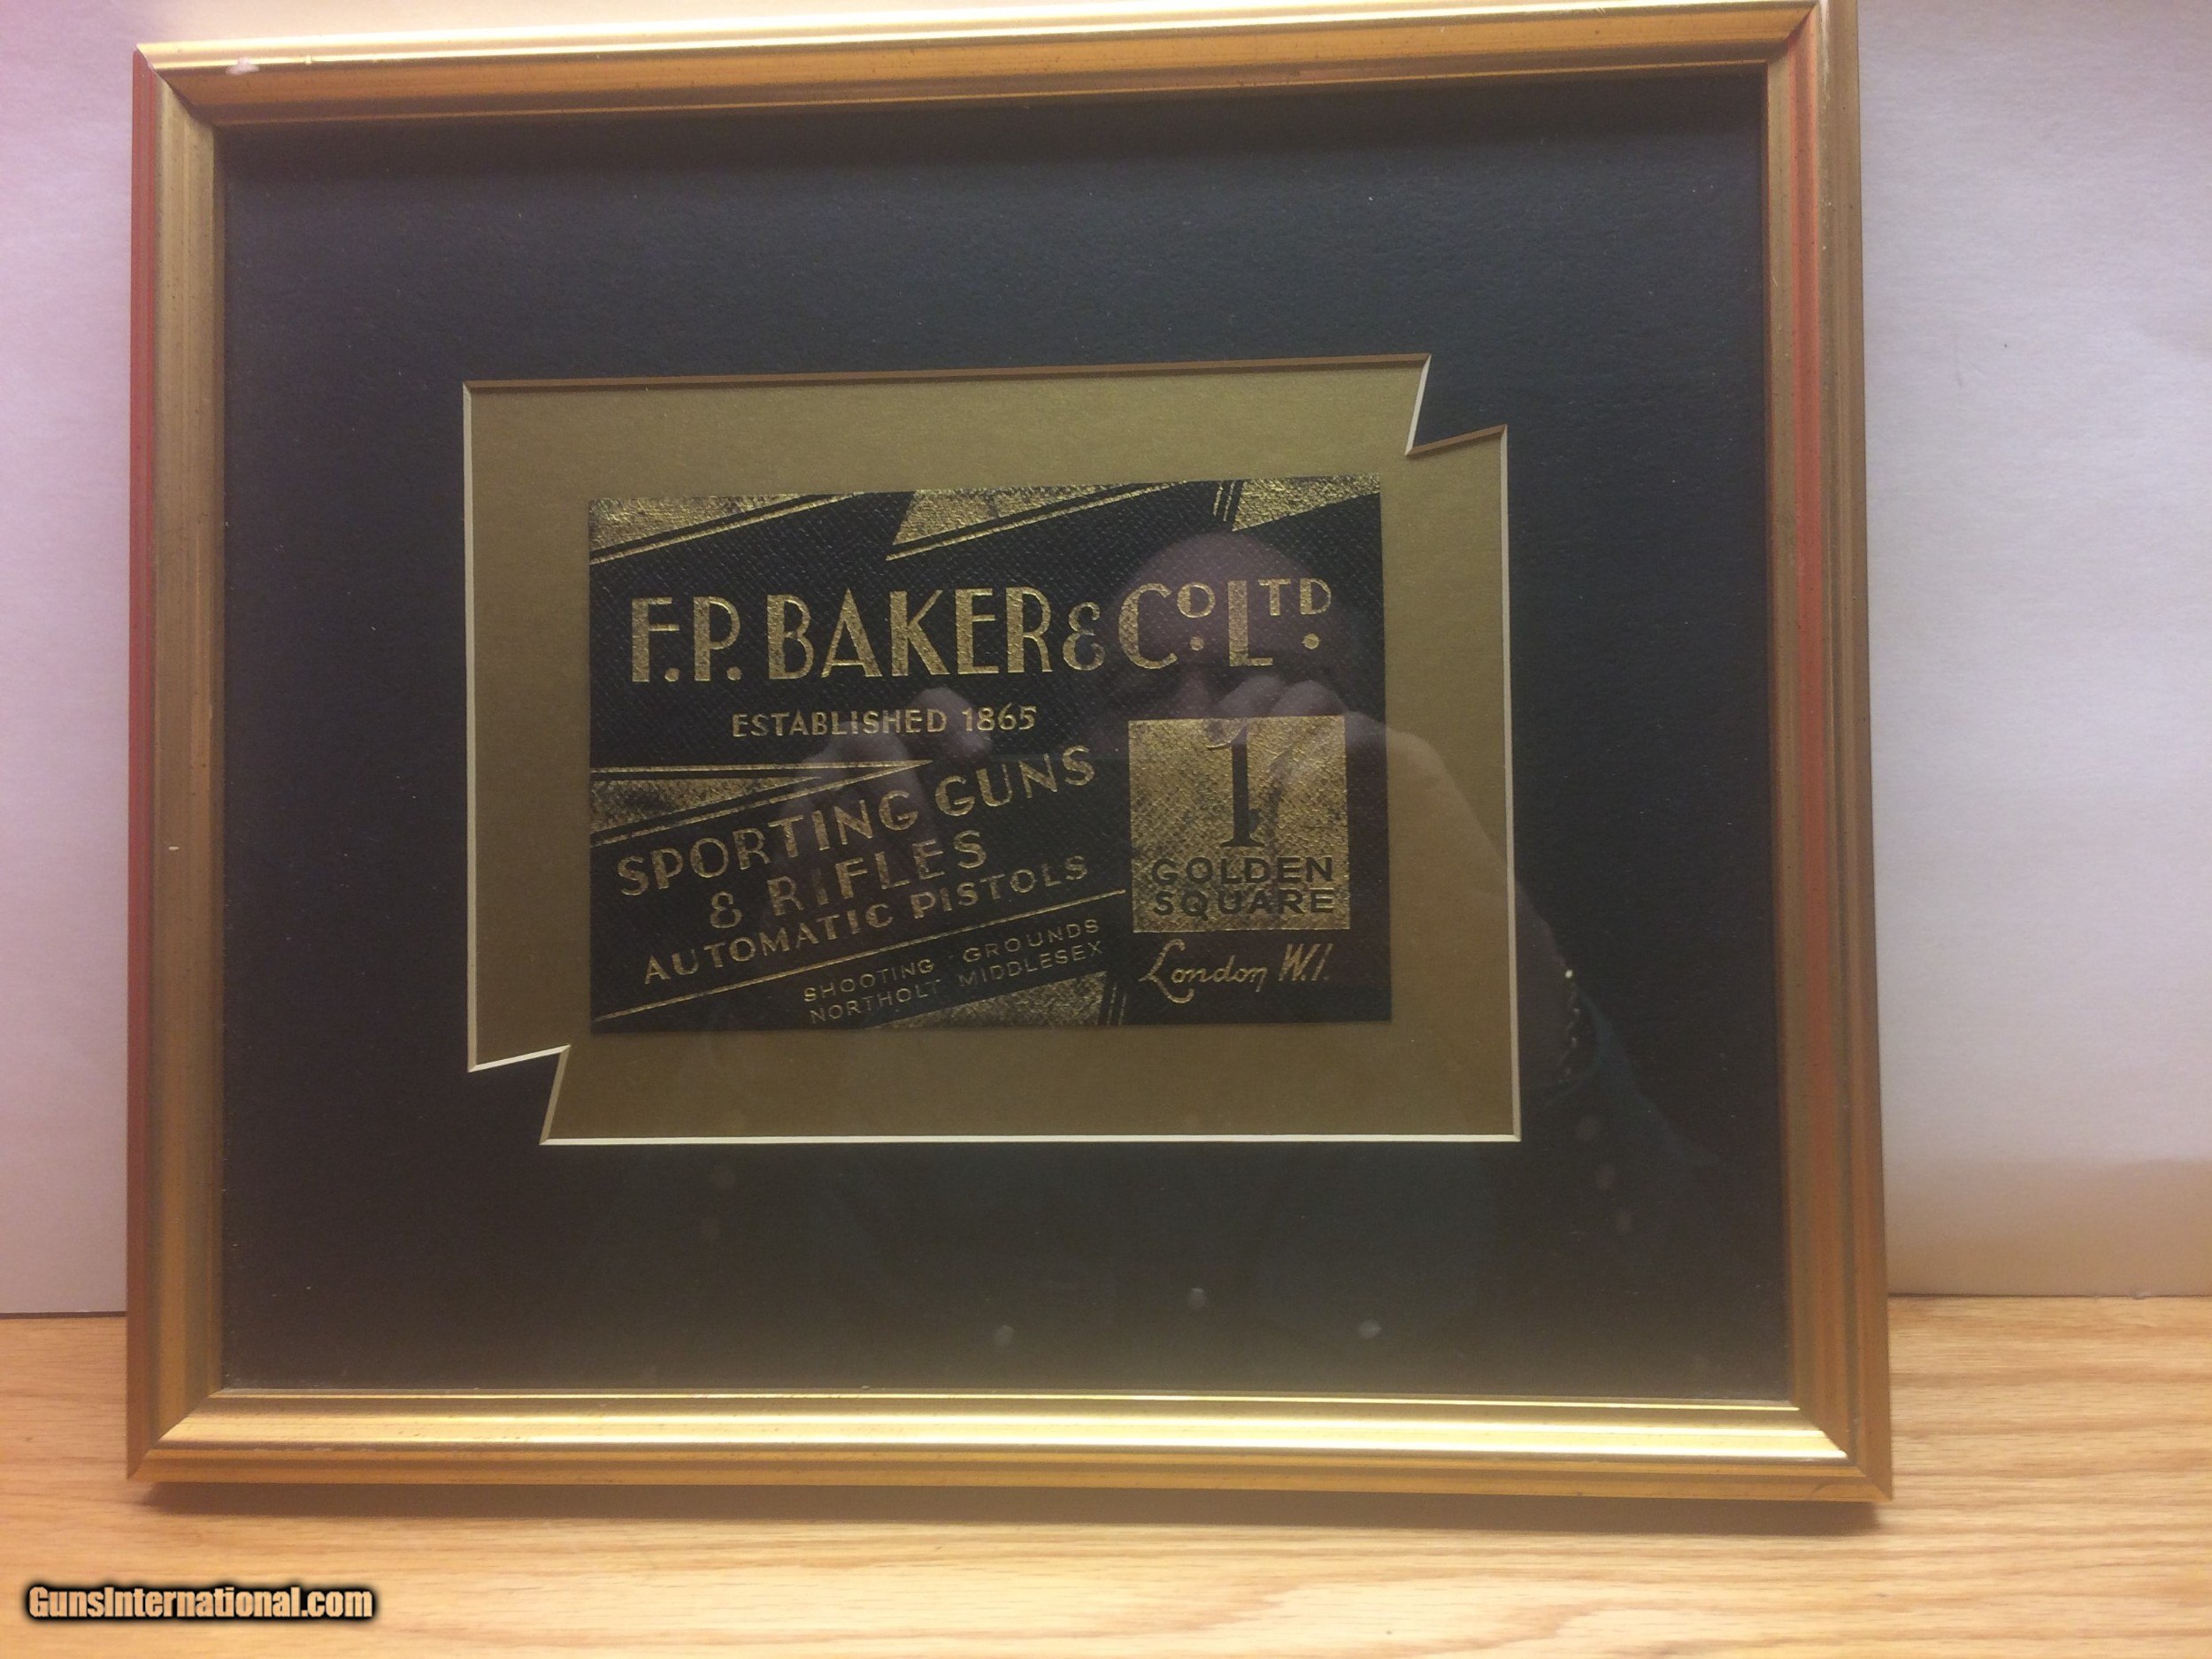 F.P. BAKER & Co. LTD.
ESTABLISHED 1865
SPORTING GUNS
& RIFLES
AUTOMATIC PISTOLS
SHOOTING GROUNDS
NORTHOLT MIDDLESEX
1
GOLDEN
SQUARE
London W.1.
GunsInternational.com